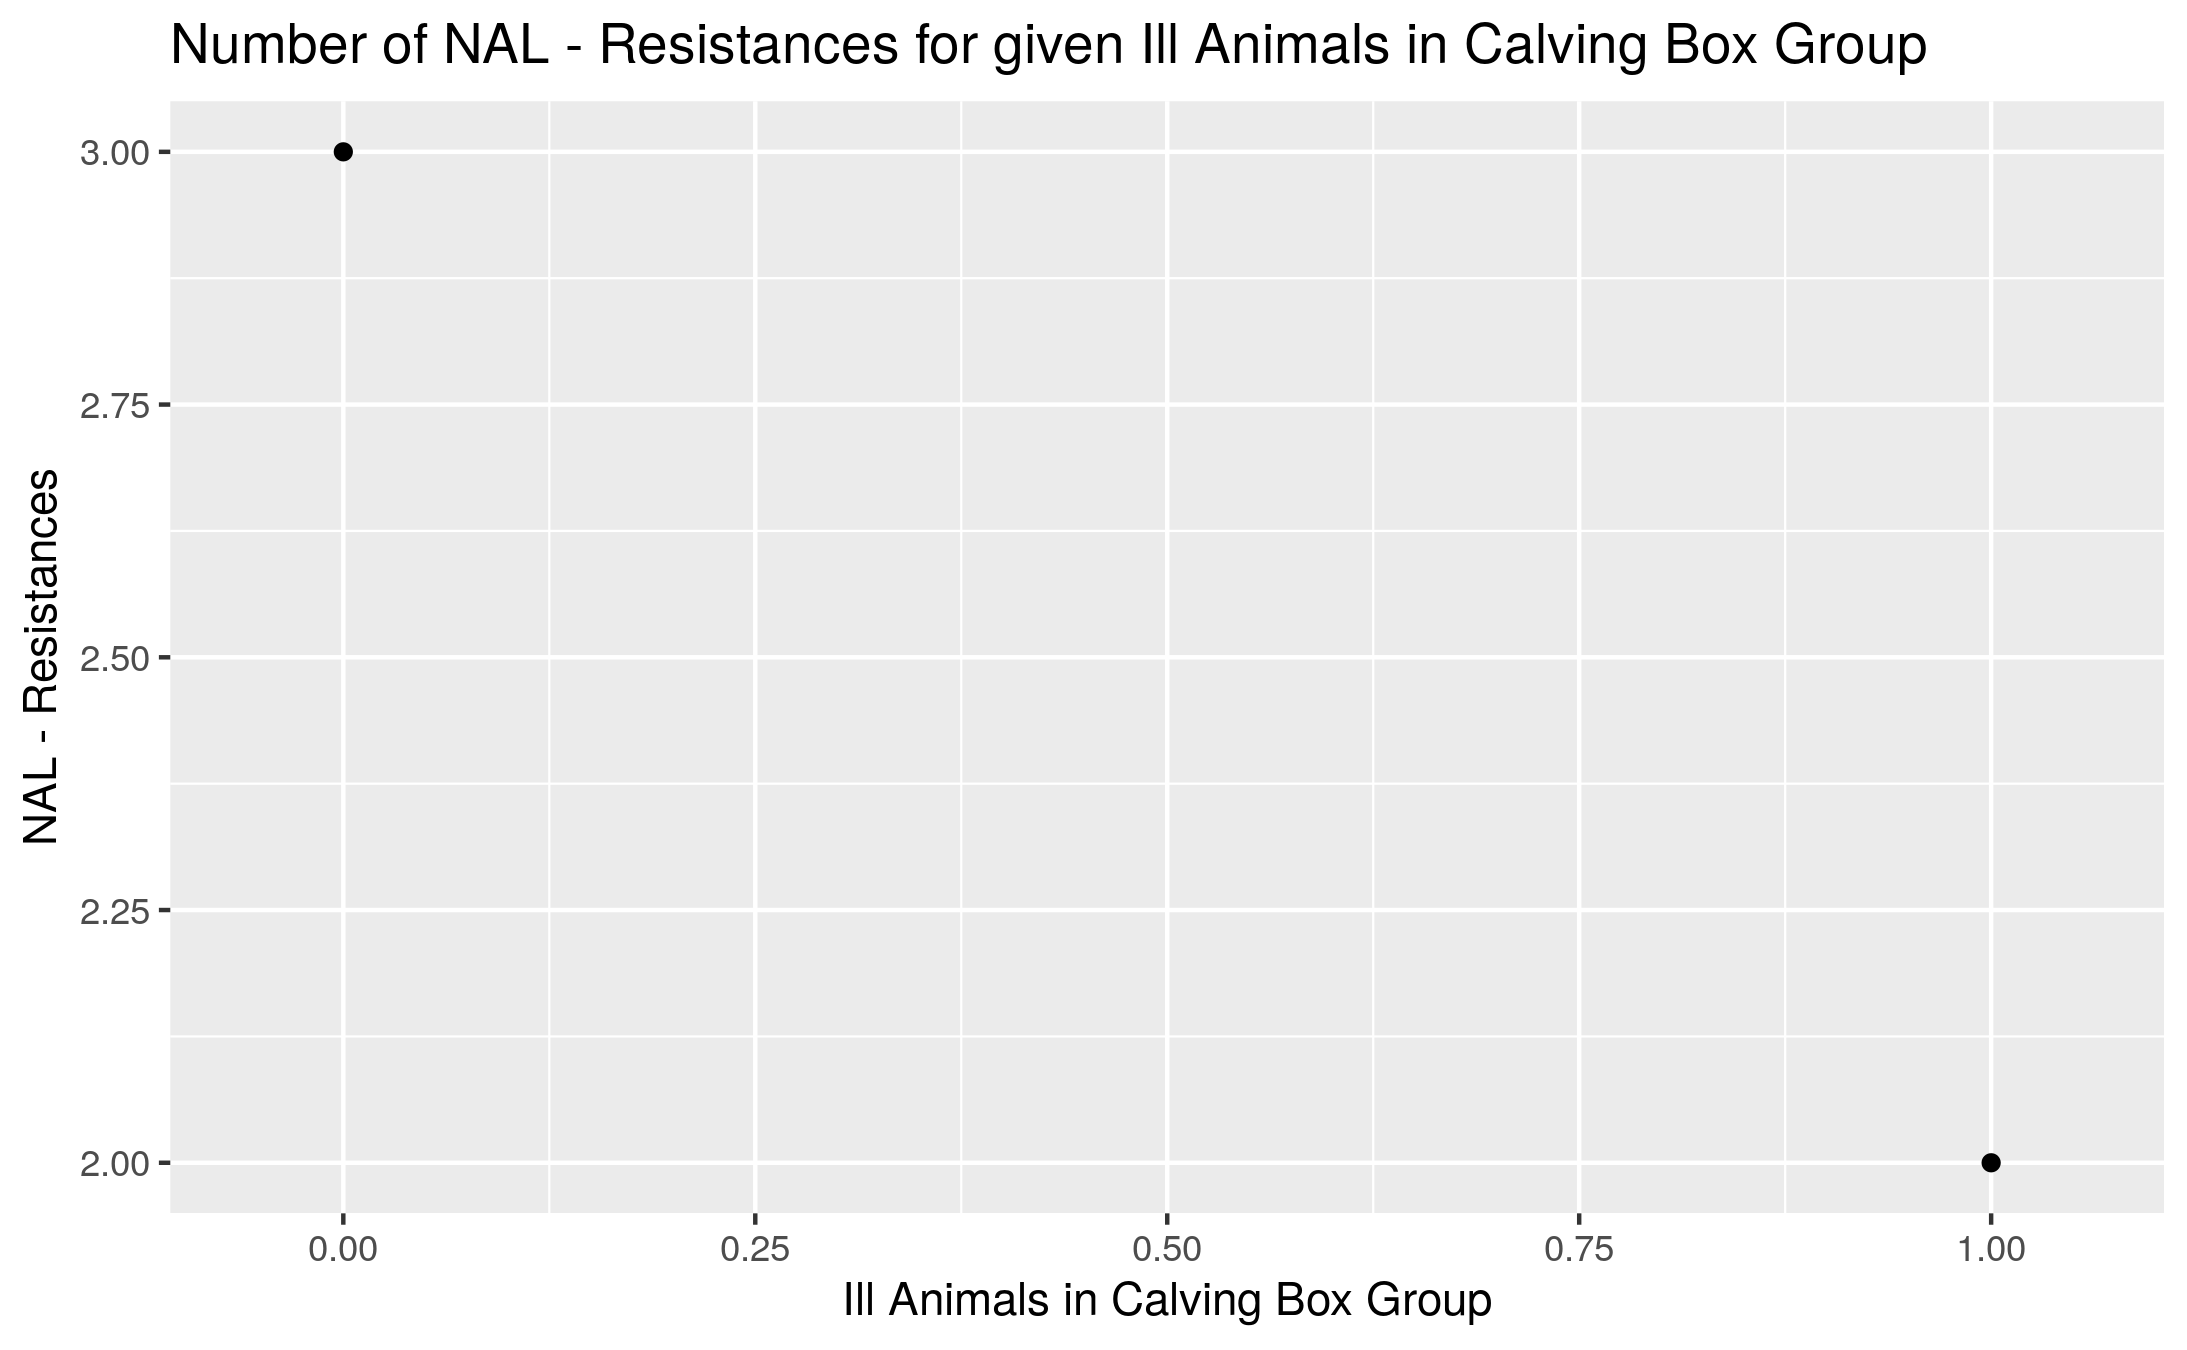 Number of NAL - Resistances for given Ill Animals in Calving Box Group
NAL - Resistances
3.00
2.75
2.50
2.25
2.00
0.00 0.25 0.50 0.75 1.00
Ill Animals in Calving Box Group